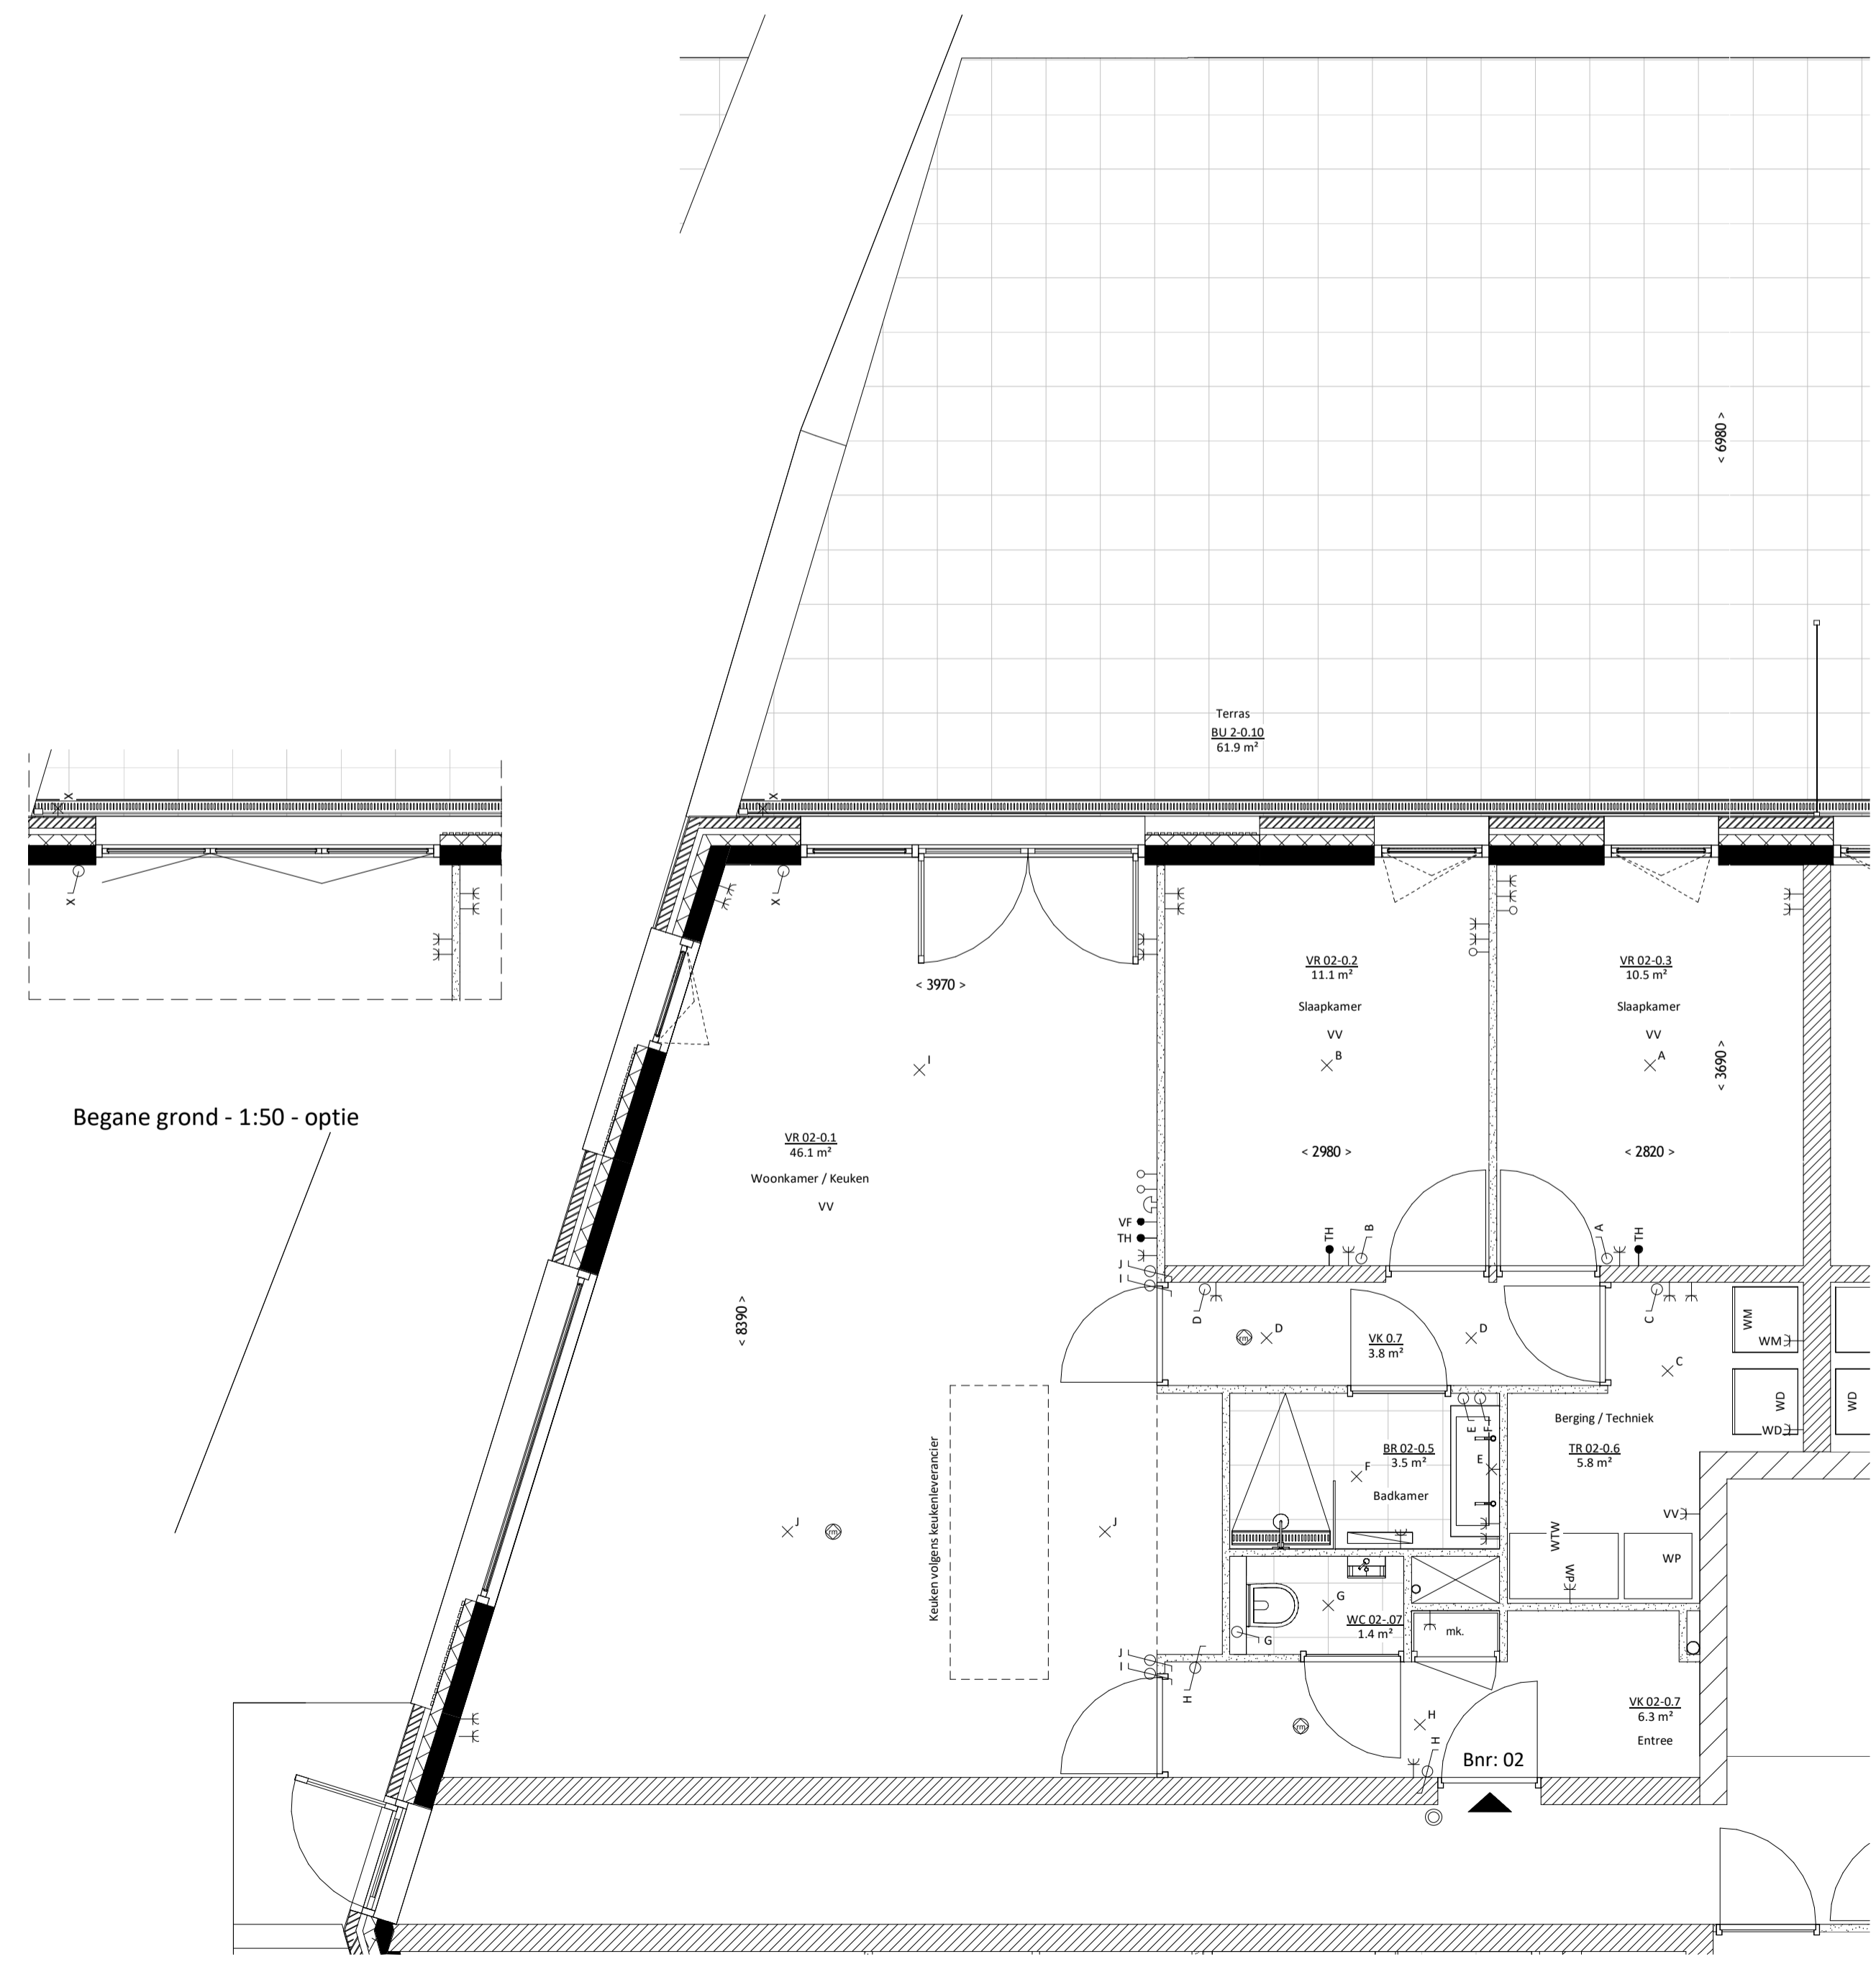 < 6980 >
Terras
BU 2-0.10
61.9 m²
X
X
X
X
< 3970 >
VR 02-0.2
11.1 m²
Slaapkamer
VV
B
VR 02-0.3
10.5 m²
Slaapkamer
VV
A
< 3690 >
I
Begane grond - 1:50 - optie
VR 02-0.1
46.1 m²
Woonkamer / Keuken
VV
< 2980 >
< 2820 >
VF
TH
J
I
TH
B
A
TH
< 8390 >
D
rm
D
VK 0.7
3.8 m²
D
C
C
WM
WM
WD
WD
WD
Keuken volgens keukenleverancier
E
F
BR 02-0.5
3.5 m²
F
Badkamer
E
Berging / Techniek
TR 02-0.6
5.8 m²
VV
J
rm
J
WTW
WP
WP
G
WC 02-.07
1.4 m²
G
mk.
J
I
H
rm
H
H
VK 02-0.7
6.3 m²
Entree
Bnr: 02